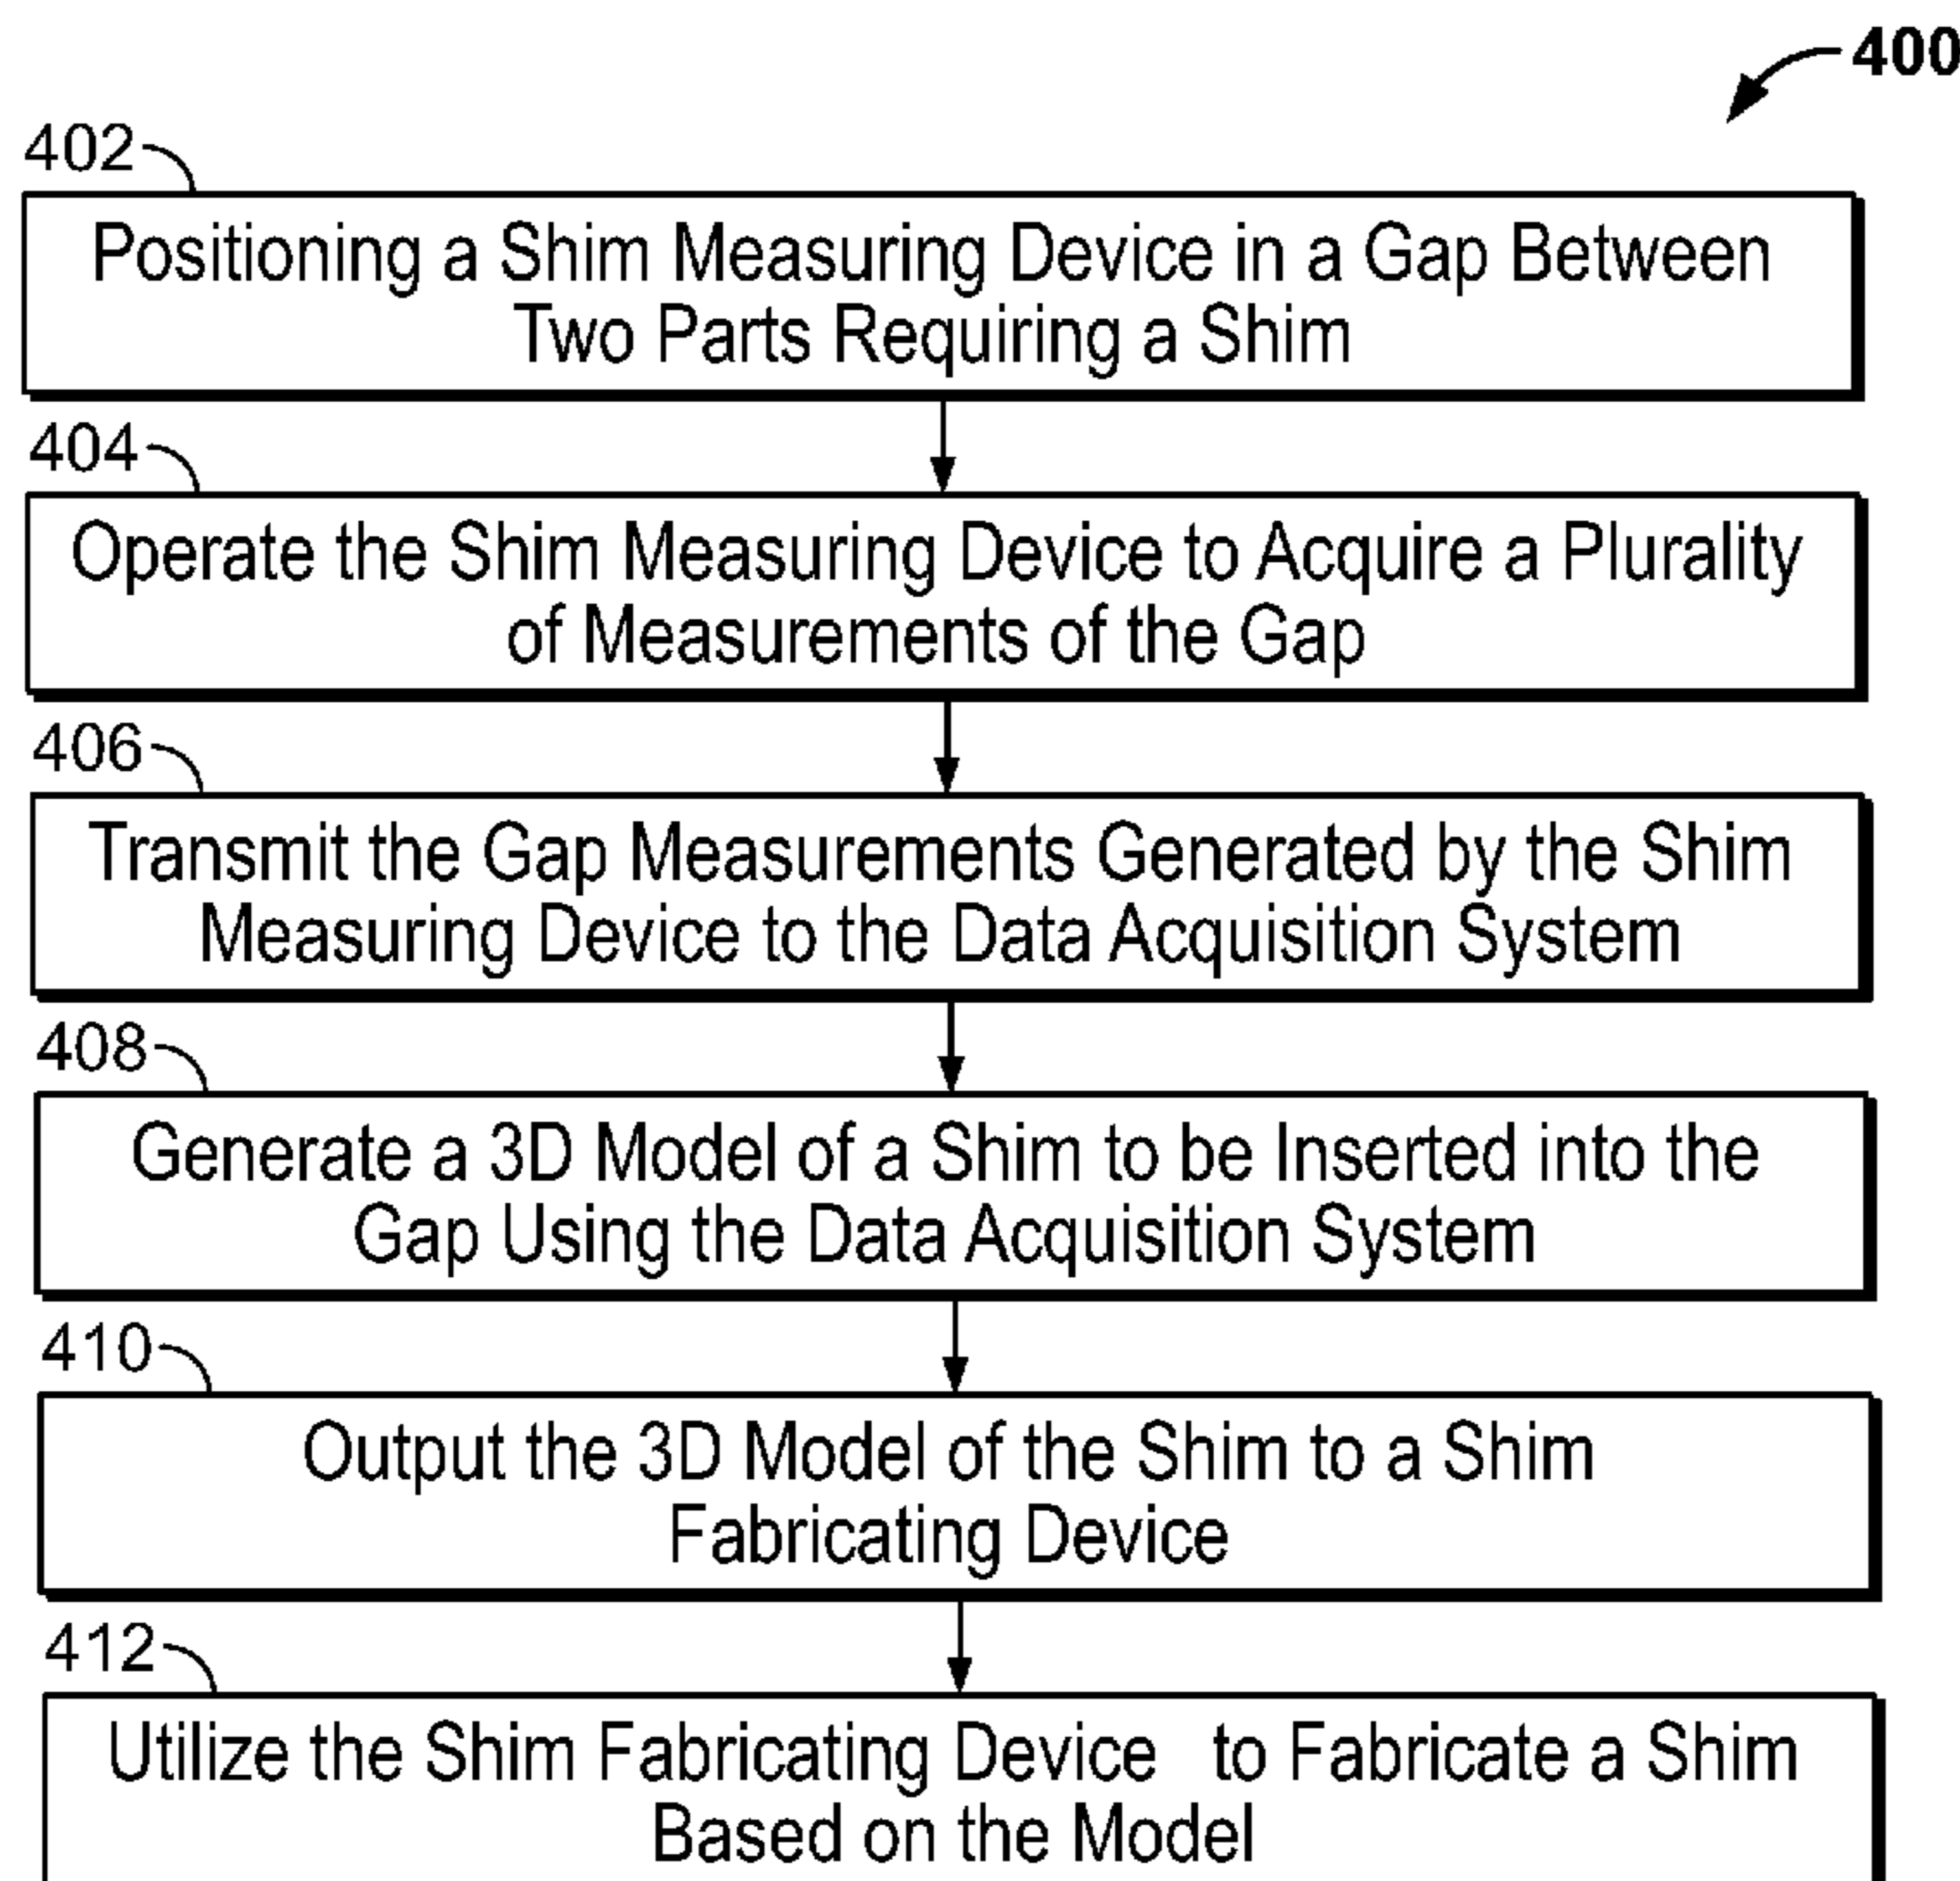 400
402
Positioning a Shim Measuring Device in a Gap Between
Two Parts Requiring a Shim
404
Operate the Shim Measuring Device to Acquire a Plurality
of Measurements of the Gap
406
Transmit the Gap Measurements Generated by the Shim
Measuring Device to the Data Acquisition System
408
Generate a 3D Model of a Shim to be Inserted into the
Gap Using the Data Acquisition System
410
Output the 3D Model of the Shim to a Shim
Fabricating Device
412
Utilize the Shim Fabricating Device to Fabricate a Shim
Based on the Model